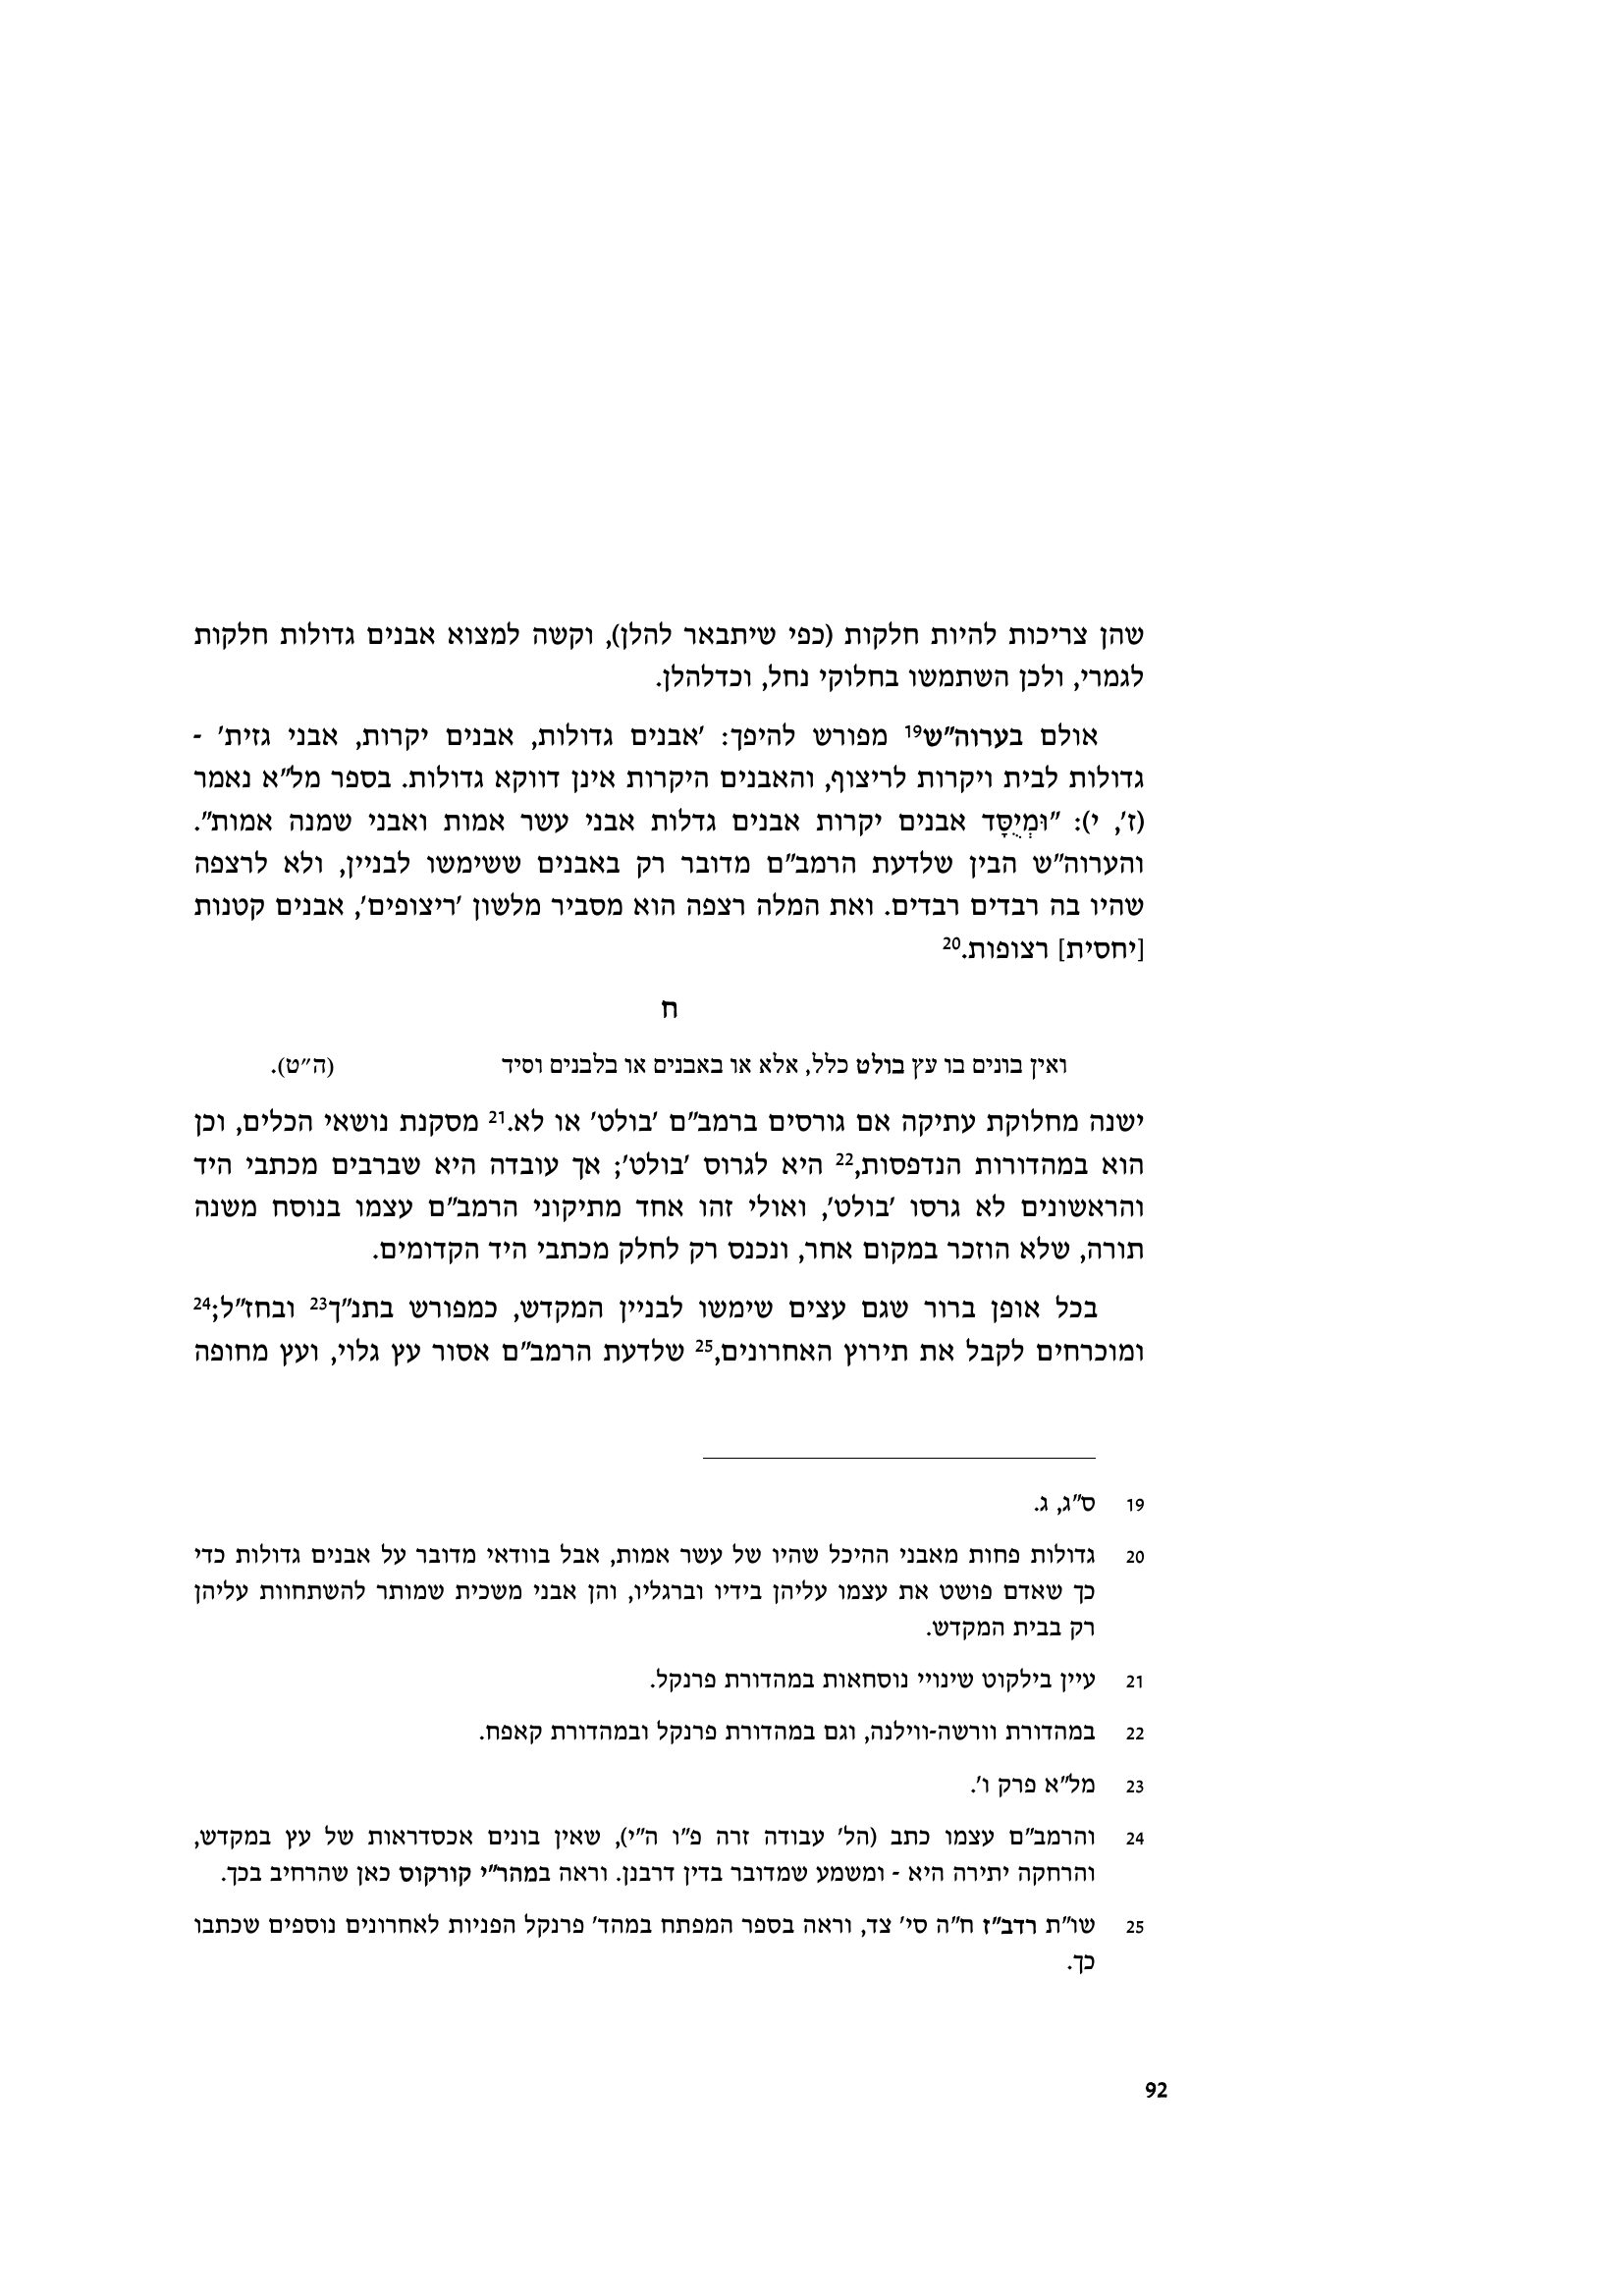 שהן צריכות להיות חלקות (כפי שיתבאר להלן), וקשה למצוא אבנים גדולות חלקות
לגמרי, ולכן השתמשו בחלוקי נחל, וכדלהלן.
אולם בערוה"ש19 מפורש להיפך: 'אבנים גדולות, אבנים יקרות, אבני גזית' -
גדולות לבית ויקרות לריצוף, והאבנים היקרות אינן דווקא גדולות. בספר מל"א נאמר
(ז', י): "וּמְיֻסָּד אבנים יקרות אבנים גדלות אבני עשר אמות ואבני שמנה אמות".
והערוה"ש הבין שלדעת הרמב"ם מדובר רק באבנים ששימשו לבניין, ולא לרצפה
שהיו בה רבדים רבדים. ואת המלה רצפה הוא מסביר מלשון 'ריצופים', אבנים קטנות
[יחסית] רצופות.20
ח
ואין בונים בו עץ בולט כלל, אלא או באבנים או בלבנים וסיד (ה"ט).
ישנה מחלוקת עתיקה אם גורסים ברמב"ם 'בולט' או לא.21 מסקנת נושאי הכלים, וכן
הוא במהדורות הנדפסות,22 היא לגרוס 'בולט'; אך עובדה היא שברבים מכתבי היד
והראשונים לא גרסו 'בולט', ואולי זהו אחד מתיקוני הרמב"ם עצמו בנוסח משנה
תורה, שלא הוזכר במקום אחר, ונכנס רק לחלק מכתבי היד הקדומים.
בכל אופן ברור שגם עצים שימשו לבניין המקדש, כמפורש בתנ"ך23 ובחז"ל;24
ומוכרחים לקבל את תירוץ האחרונים,25 שלדעת הרמב"ם אסור עץ גלוי, ועץ מחופה
19 ס"ג, ג.
20 גדולות פחות מאבני ההיכל שהיו של עשר אמות, אבל בוודאי מדובר על אבנים גדולות כדי
כך שאדם פושט את עצמו עליהן בידיו וברגליו, והן אבני משכית שמותר להשתחוות עליהן
רק בבית המקדש.
21 עיין בילקוט שינויי נוסחאות במהדורת פרנקל.
22 במהדורת וורשה-ווילנה, וגם במהדורת פרנקל ובמהדורת קאפח.
23 מל"א פרק ו'.
24 והרמב"ם עצמו כתב (הל' עבודה זרה פ"ו ה"י), שאין בונים אכסדראות של עץ במקדש,
והרחקה יתירה היא - ומשמע שמדובר בדין דרבנן. וראה במהר"י קורקוס כאן שהרחיב בכך.
25 שו"ת רדב"ז ח"ה סי' צד, וראה בספר המפתח במהד' פרנקל הפניות לאחרונים נוספים שכתבו
כך.
92